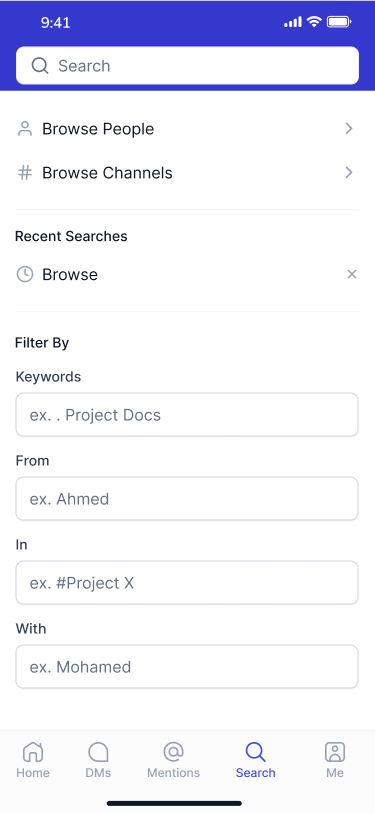 9:41
Search
Browse People
# Browse Channels
Recent Searches
Browse
Filter By
Keywords
ex. . Project Docs
From
ex. Ahmed
In
ex. #Project X
With
ex. Mohamed
Home DMs Mentions Search Me